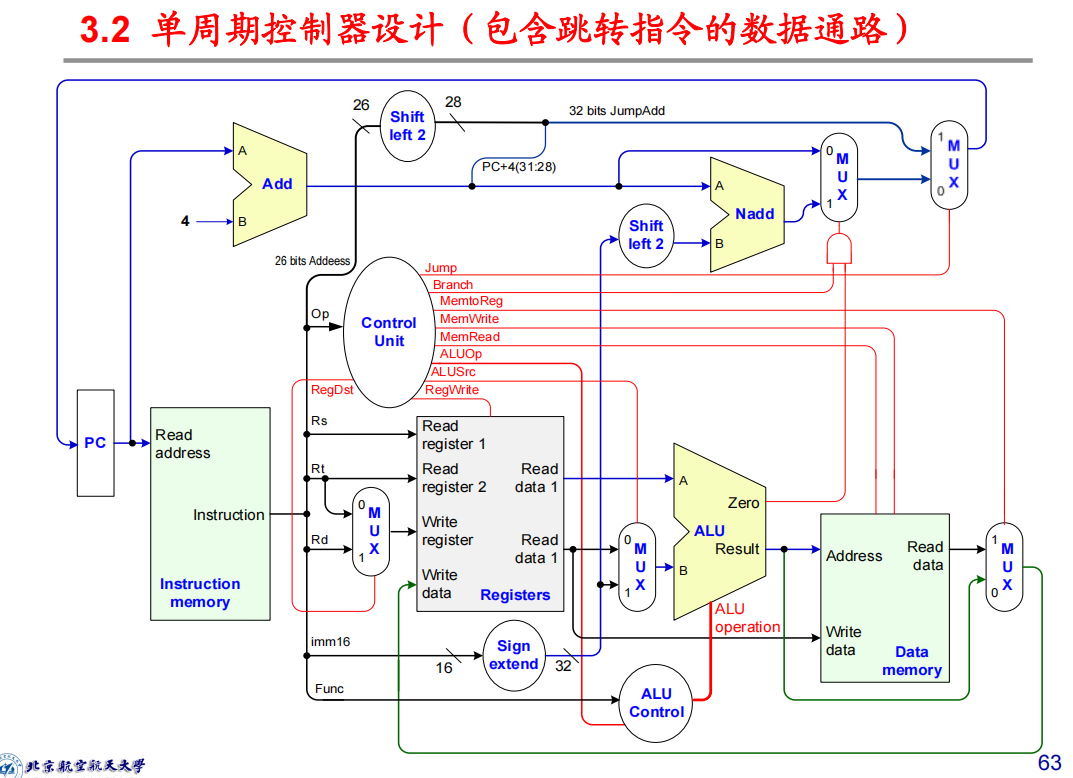 3.2 单周期控制器设计（包含跳转指令的数据通路）
26
Shift
left 2
28
32 bits JumpAdd
PC+4(31:28)
A
Add
4
B
0
M
U
X
1
1
M
U
X
0
A
Nadd
B
Shift
left 2
26 bits Addeess
Jump
Branch
MemtoReg
MemWrite
MemRead
ALUOp
ALUSrc
RegWrite
RegDst
Op
Control
Unit
PC
Read
address
Instruction
Instruction
memory
Rs
Rt
Rd
0
M
U
X
1
Read
register 1
Read
register 2
Write
register
Write
data
Read
data 1
Read
data 1
Registers
0
M
U
X
1
A
Zero
ALU
Result
B
ALU
operation
Address
Read
data
Write
data
Data
memory
1
M
U
X
0
imm16
16
Sign
extend
32
Func
ALU
Control
北京航空航天大学
63